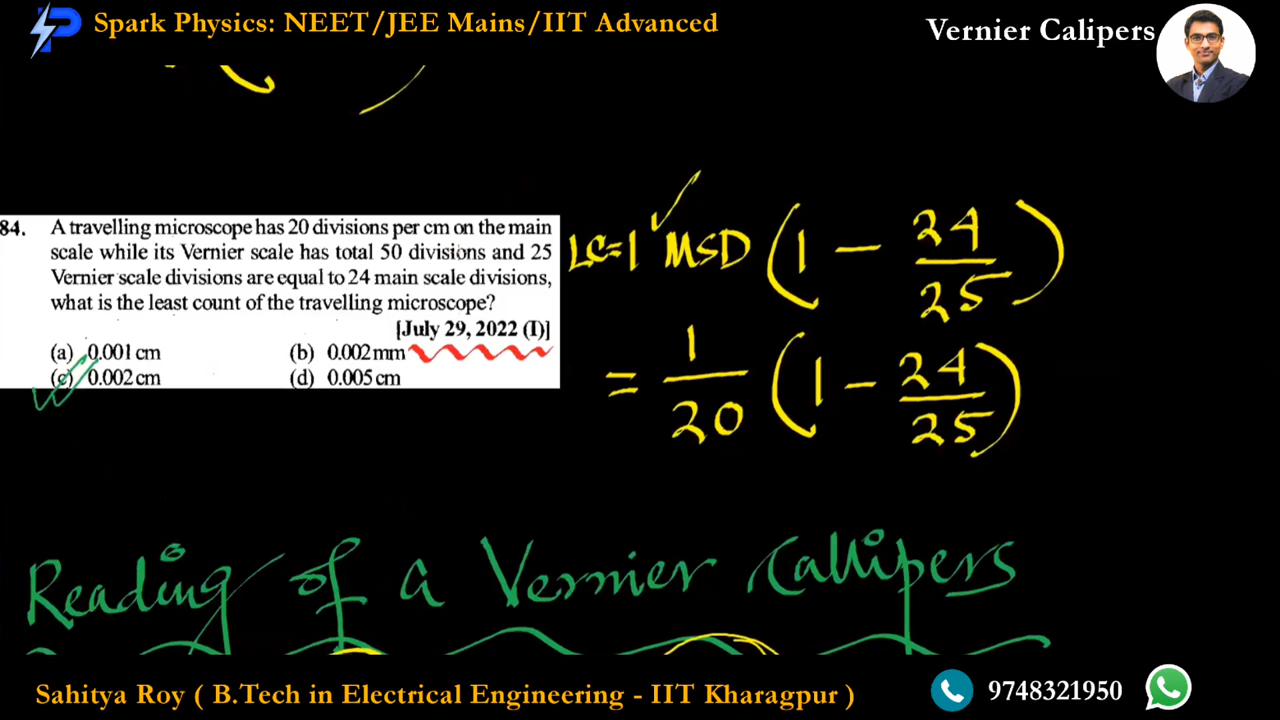 Spark Physics: NEET/JEE Mains/IIT Advanced
Vernier Calipers
84. A travelling microscope has 20 divisions per cm on the main
scale while its Vernier scale has total 50 divisions and 25
Vernier scale divisions are equal to 24 main scale divisions,
what is the least count of the travelling microscope?
[July 29, 2022 (I)]
(a) 0.001 cm (b) 0.002 mm
(c) 0.002 cm (d) 0.005 cm
LC = 1 MSD (1 - 24/25)
= 1/20 (1 - 24/25)
Reading of a Vernier Callipers
Sahitya Roy ( B.Tech in Electrical Engineering - IIT Kharagpur )
9748321950